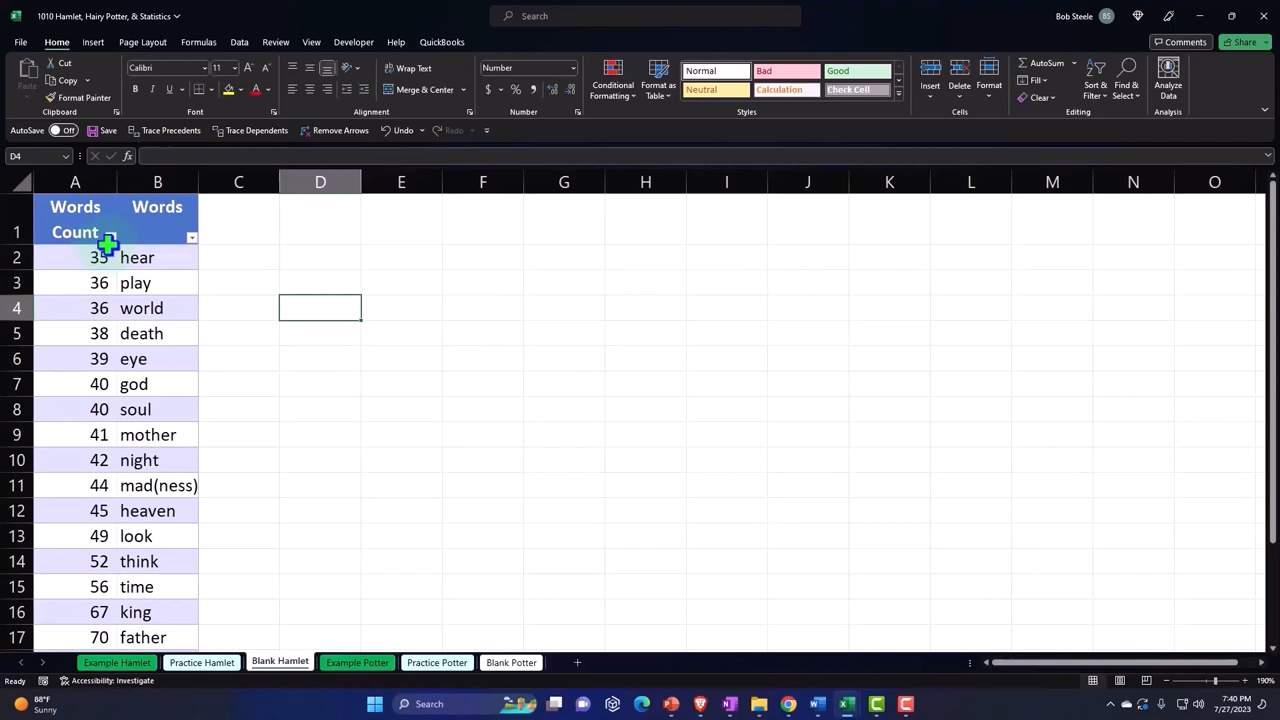 1010 Hamlet, Hairy Potter, & Statistics
Search
Bob Steele BS
File Home Insert Page Layout Formulas Data Review View Developer Automate Help QuickBooks
Comments Share
Paste
Cut
Copy
Format Painter
Clipboard
Calibri 11
B I U
Font
Wrap Text
Merge & Center
Alignment
Number
$ % 9
Number
Conditional Formatting
Format as Table
Normal Bad Good
Neutral Calculation Check Cell
Styles
Insert Delete Format
Cells
AutoSum
Fill
Clear
Sort & Filter
Find & Select
Editing
Analyze Data
Analysis
AutoSave Off Save Trace Precedents Trace Dependents Remove Arrows Undo Redo
D4 fx
A B C D E F G H I J K L M N O
1 Words Count Words
2 35 hear
3 36 play
4 36 world
5 38 death
6 39 eye
7 40 god
8 40 soul
9 41 mother
10 42 night
11 44 mad(ness)
12 45 heaven
13 49 look
14 52 think
15 56 time
16 67 king
17 70 father
Example Hamlet Practice Hamlet Blank Hamlet Example Potter Practice Potter Blank Potter
Ready Accessibility: Investigate 190%
88°F
Sunny
Search
7:40 PM
7/27/2023